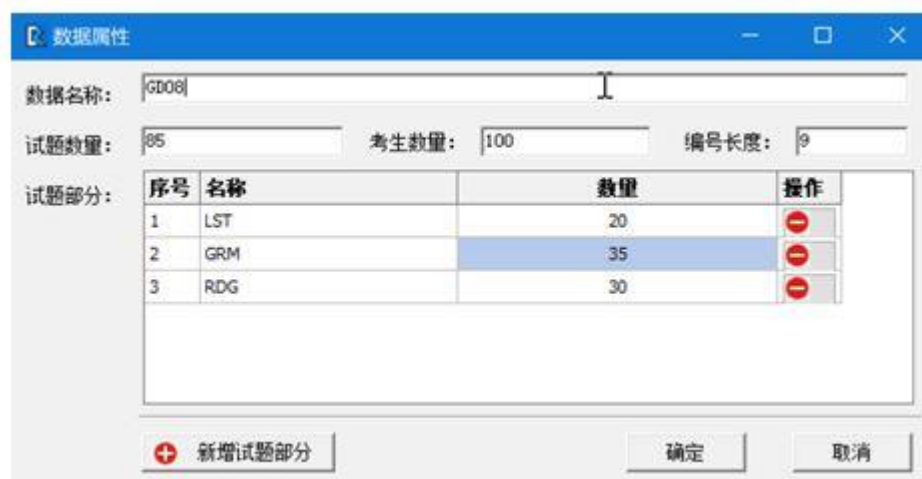 数据属性
数据名称： GD08
试题数量： 85 考生数量： 100 编号长度： 9
试题部分： 序号 名称 数量 操作
1 LST 20
2 GRM 35
3 RDG 30
新增试题部分 确定 取消